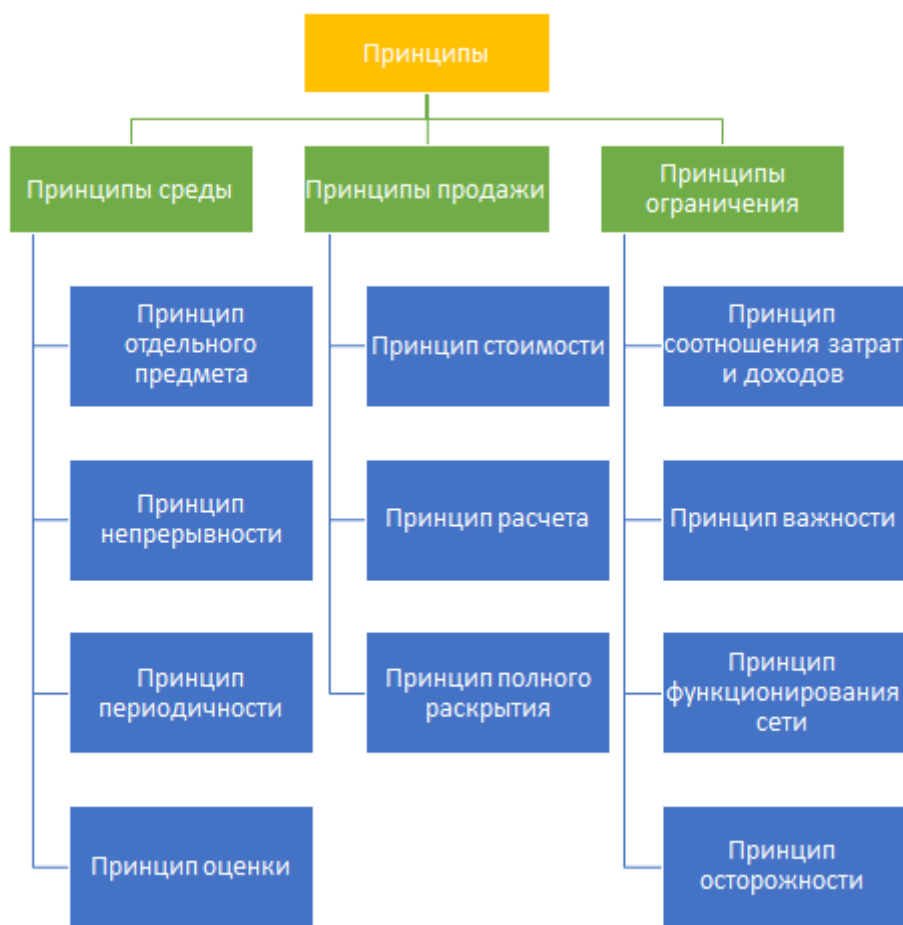 Принципы
Принципы среды
Принцип
отдельного
предмета
Принцип
непрерывности
Принцип
периодичности
Принцип оценки
Принципы продажи
Принцип стоимости
Принцип расчета
Принцип полного
раскрытия
Принципы
ограничения
Принцип
соотношения затрат
и доходов
Принцип важности
Принцип
функционирования
сети
Принцип
осторожности